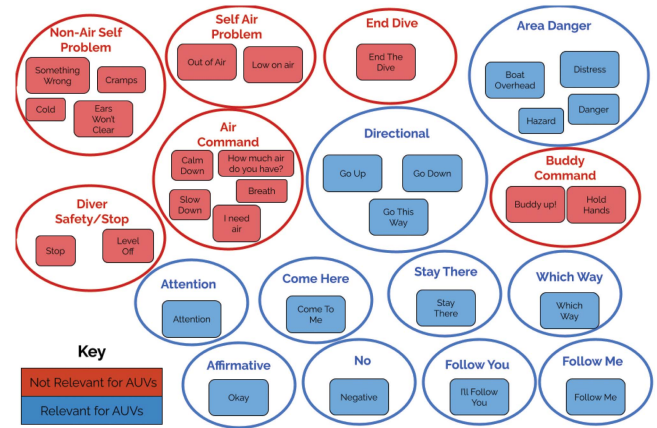 Non-Air Self
Problem
Something
Wrong
Cramps
Cold
Ears
Won't
Clear
Self Air
Problem
Out of Air
Low on air
End Dive
End The
Dive
Area Danger
Boat
Overhead
Distress
Hazard
Danger
Air
Command
Calm
Down
How much air
do you have?
Slow
Down
Breath
I need
air
Directional
Go Up
Go Down
Go This
Way
Buddy
Command
Buddy up!
Hold
Hands
Diver
Safety/Stop
Stop
Level
Off
Attention
Attention
Come Here
Come To
Me
Stay There
Stay
There
Which Way
Which
Way
Key
Not Relevant for AUVs
Relevant for AUVs
Affirmative
Okay
No
Negative
Follow You
I'll Follow
You
Follow Me
Follow Me